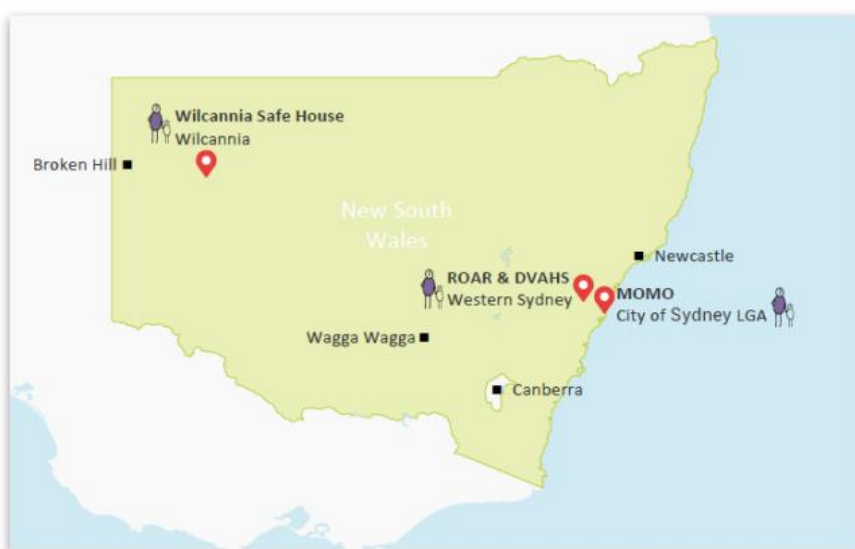 Wilcannia Safe House
Wilcannia
Broken Hill
New South
Wales
Newcastle
ROAR & DVAHS
Western Sydney
MOMO
City of Sydney LGA
Wagga Wagga
Canberra